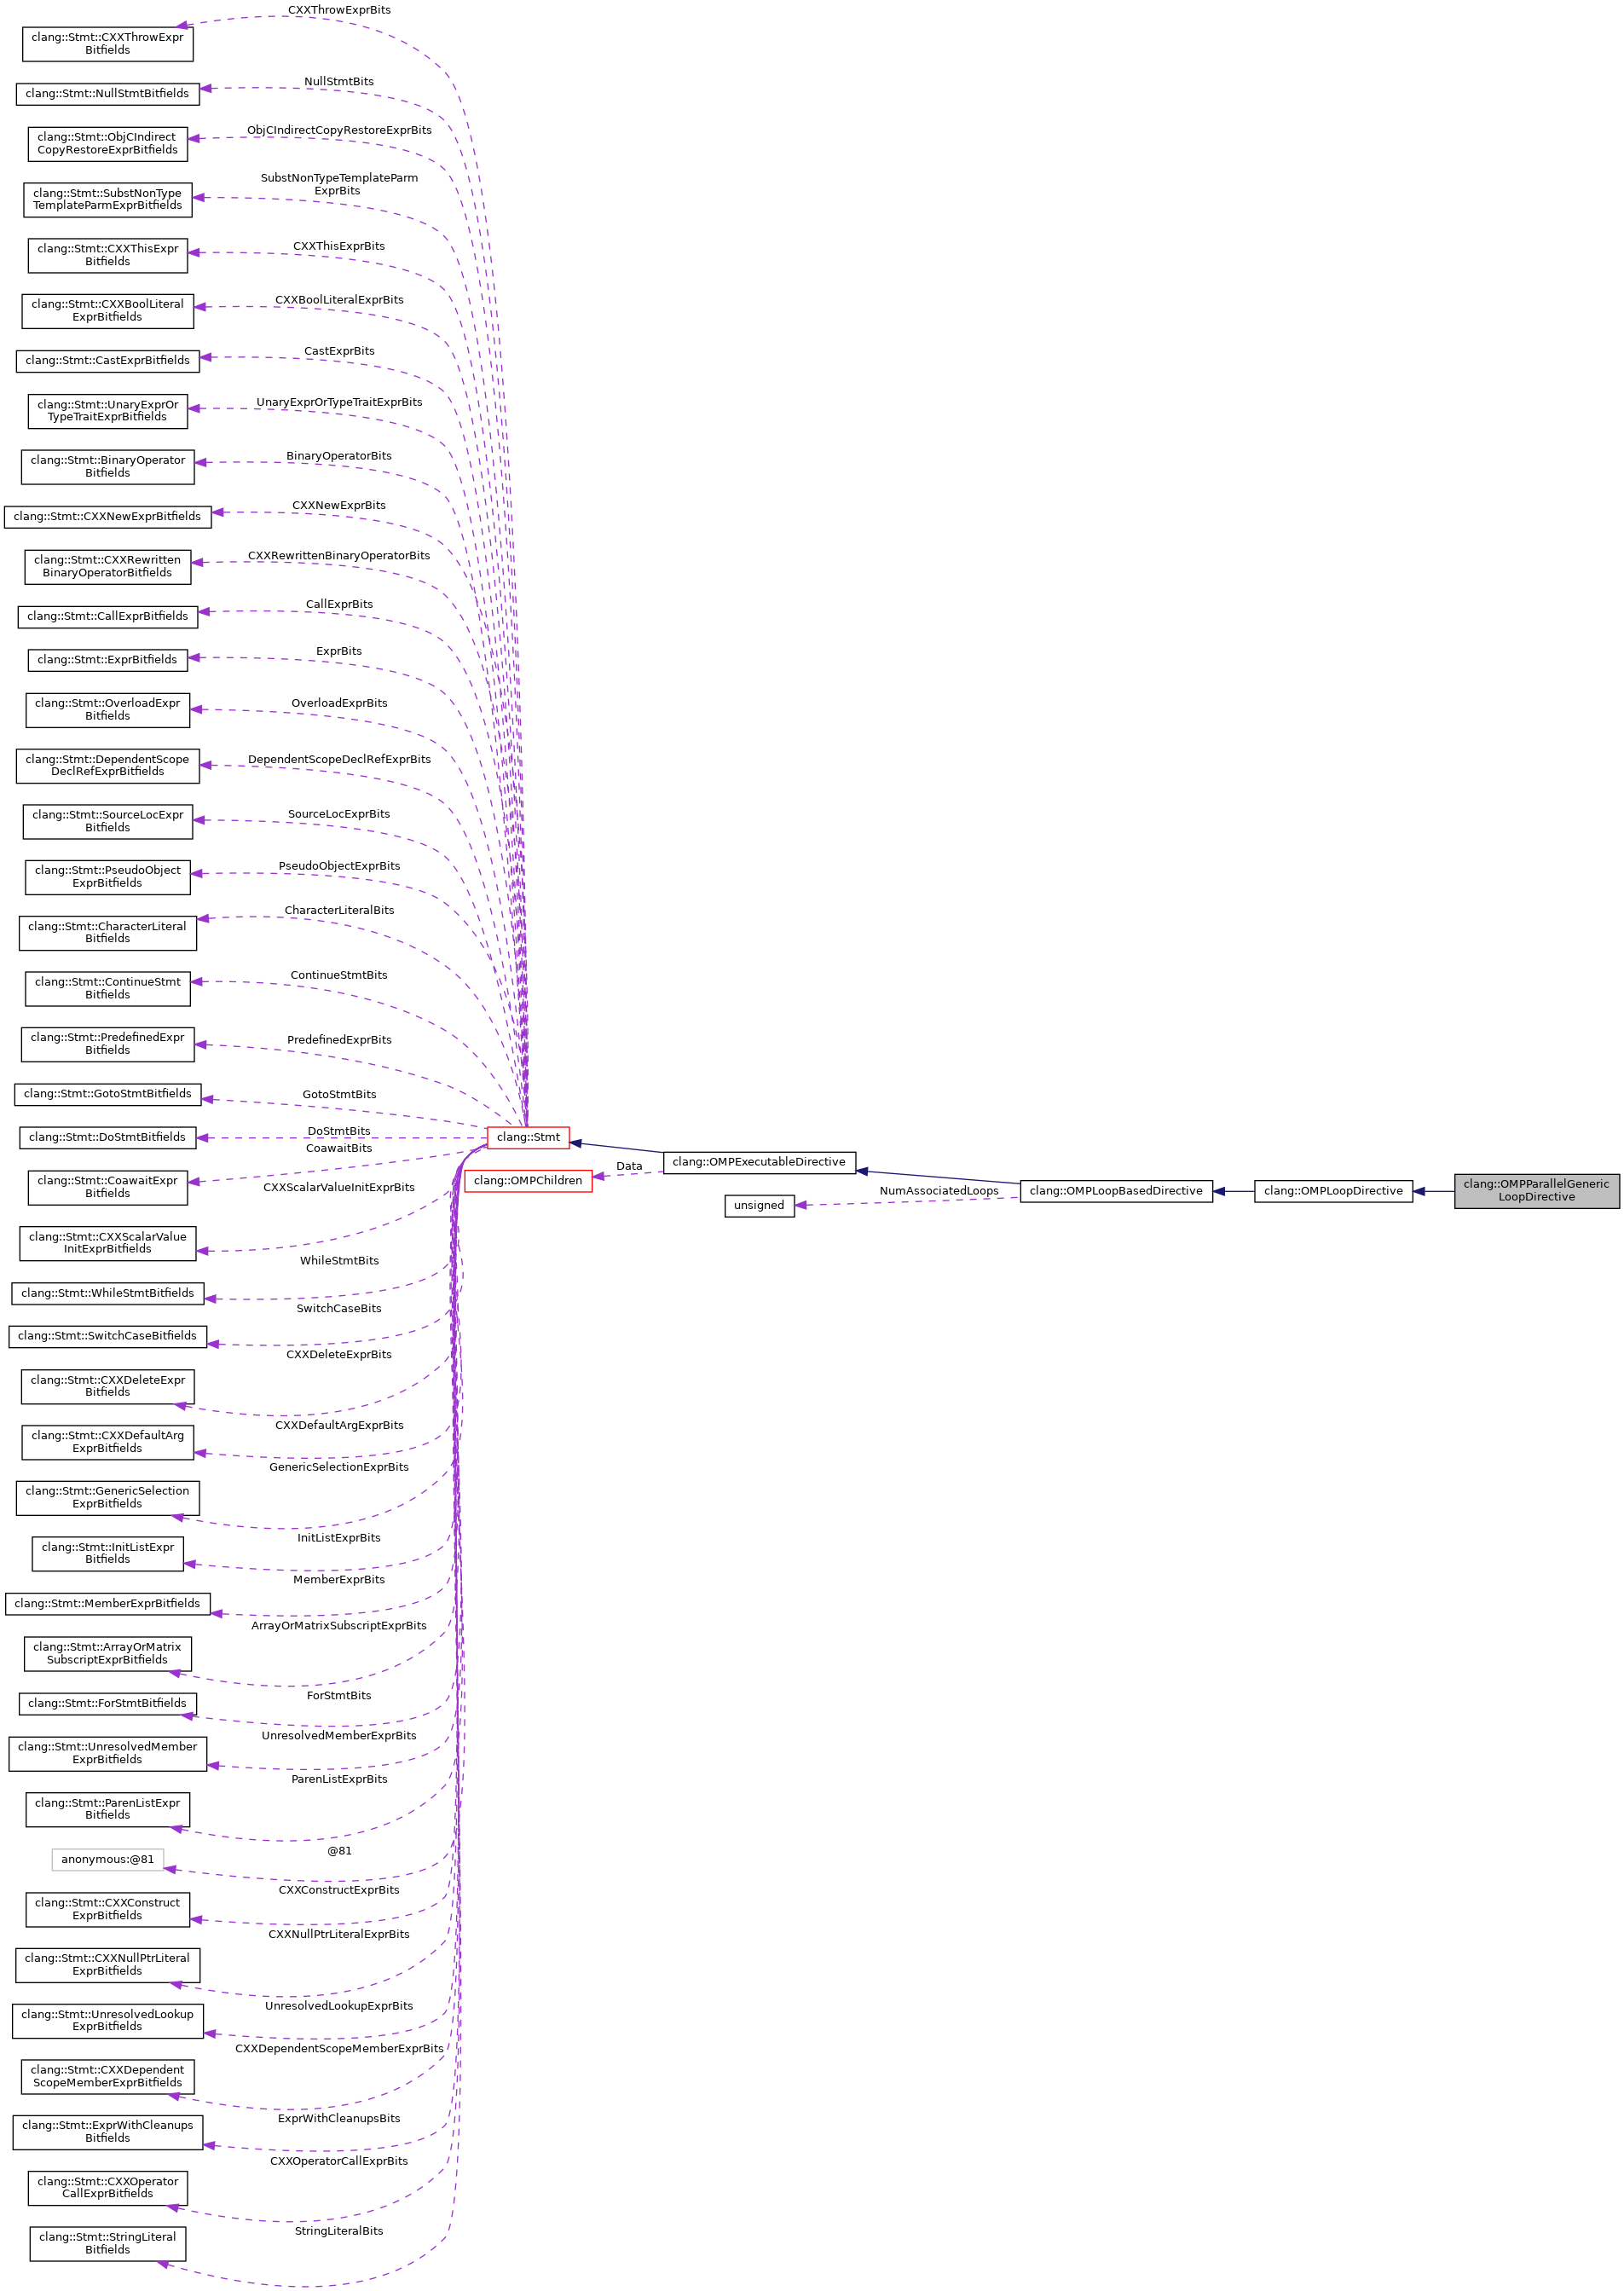 CXXThrowExprBits
clang::Stmt::CXXThrowExpr
Bitfields
NullStmtBits
clang::Stmt::NullStmtBitfields
ObjCIndirectCopyRestoreExprBits
clang::Stmt::ObjCIndirect
CopyRestoreExprBitfields
SubstNonTypeTemplateParm
ExprBits
clang::Stmt::SubstNonType
TemplateParmExprBitfields
CXXThisExprBits
clang::Stmt::CXXThisExpr
Bitfields
CXXBoolLiteralExprBits
clang::Stmt::CXXBoolLiteral
ExprBitfields
CastExprBits
clang::Stmt::CastExprBitfields
UnaryExprOrTypeTraitExprBits
clang::Stmt::UnaryExprOr
TypeTraitExprBitfields
BinaryOperatorBits
clang::Stmt::BinaryOperator
Bitfields
CXXNewExprBits
clang::Stmt::CXXNewExprBitfields
CXXRewrittenBinaryOperatorBits
clang::Stmt::CXXRewritten
BinaryOperatorBitfields
CallExprBits
clang::Stmt::CallExprBitfields
ExprBits
clang::Stmt::ExprBitfields
OverloadExprBits
clang::Stmt::OverloadExpr
Bitfields
DependentScopeDeclRefExprBits
clang::Stmt::DependentScope
DeclRefExprBitfields
SourceLocExprBits
clang::Stmt::SourceLocExpr
Bitfields
PseudoObjectExprBits
clang::Stmt::PseudoObject
ExprBitfields
CharacterLiteralBits
clang::Stmt::CharacterLiteral
Bitfields
ContinueStmtBits
clang::Stmt::ContinueStmt
Bitfields
PredefinedExprBits
clang::Stmt::PredefinedExpr
Bitfields
GotoStmtBits
clang::Stmt::GotoStmtBitfields
DoStmtBits
clang::Stmt::DoStmtBitfields
clang::Stmt
CoawaitBits
clang::Stmt::CoawaitExpr
Bitfields
clang::OMPExecutableDirective
Data
clang::OMPChildren
NumAssociatedLoops
unsigned
clang::OMPLoopBasedDirective
clang::OMPLoopDirective
clang::OMPParallelGeneric
LoopDirective
CXXScalarValueInitExprBits
clang::Stmt::CXXScalarValue
InitExprBitfields
WhileStmtBits
clang::Stmt::WhileStmtBitfields
SwitchCaseBits
clang::Stmt::SwitchCaseBitfields
CXXDeleteExprBits
clang::Stmt::CXXDeleteExpr
Bitfields
CXXDefaultArgExprBits
clang::Stmt::CXXDefaultArg
ExprBitfields
GenericSelectionExprBits
clang::Stmt::GenericSelection
ExprBitfields
InitListExprBits
clang::Stmt::InitListExpr
Bitfields
MemberExprBits
clang::Stmt::MemberExprBitfields
ArrayOrMatrixSubscriptExprBits
clang::Stmt::ArrayOrMatrix
SubscriptExprBitfields
ForStmtBits
clang::Stmt::ForStmtBitfields
UnresolvedMemberExprBits
clang::Stmt::UnresolvedMember
ExprBitfields
ParenListExprBits
clang::Stmt::ParenListExpr
Bitfields
@81
anonymous:@81
CXXConstructExprBits
clang::Stmt::CXXConstruct
ExprBitfields
CXXNullPtrLiteralExprBits
clang::Stmt::CXXNullPtrLiteral
ExprBitfields
UnresolvedLookupExprBits
clang::Stmt::UnresolvedLookup
ExprBitfields
CXXDependentScopeMemberExprBits
clang::Stmt::CXXDependent
ScopeMemberExprBitfields
ExprWithCleanupsBits
clang::Stmt::ExprWithCleanups
Bitfields
CXXOperatorCallExprBits
clang::Stmt::CXXOperator
CallExprBitfields
StringLiteralBits
clang::Stmt::StringLiteral
Bitfields